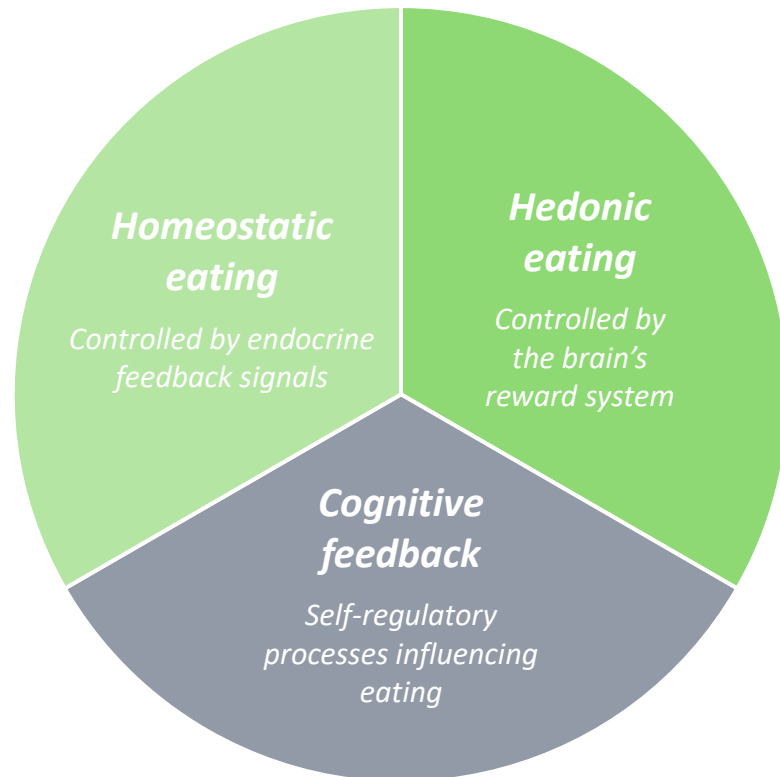 Homeostatic
eating
Controlled by endocrine
feedback signals
Hedonic
eating
Controlled by
the brain’s
reward system
Cognitive
feedback
Self-regulatory
processes influencing
eating